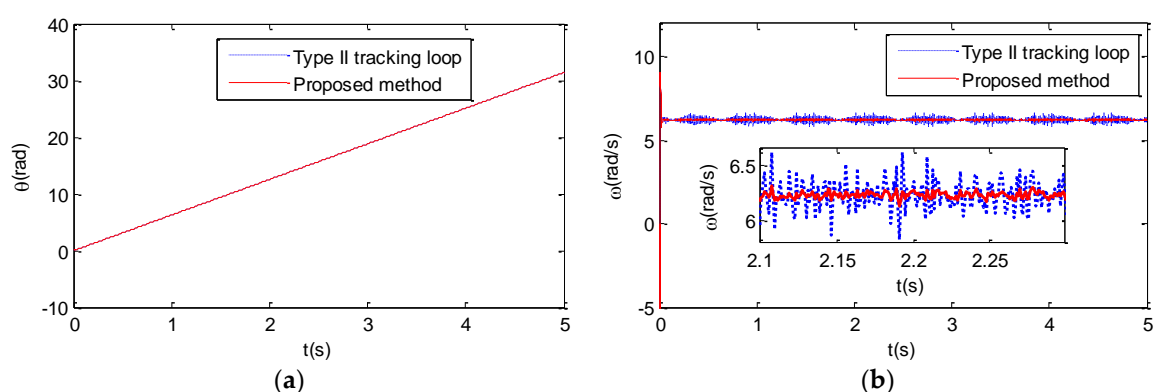 40
30
20
10
0
-10
θ(rad)
Type II tracking loop
Proposed method
0 1 2 3 4 5
t(s)
(a)
10
5
0
-5
ω(rad/s)
Type II tracking loop
Proposed method
6.5
6
ω(rad/s)
2.1 2.15 2.2 2.25
t(s)
0 1 2 3 4 5
t(s)
(b)